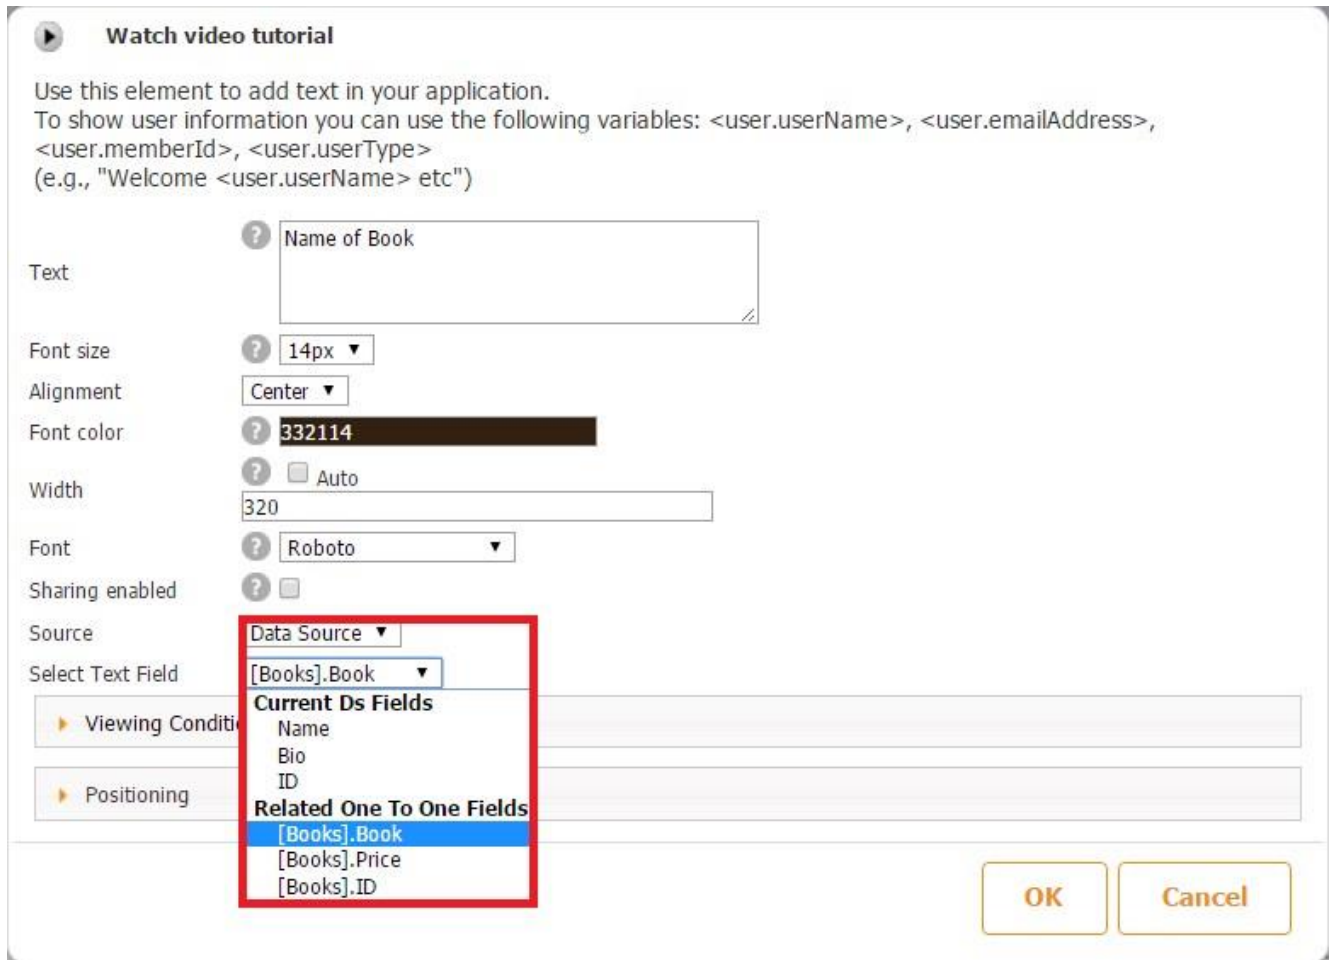 Watch video tutorial
Use this element to add text in your application.
To show user information you can use the following variables: <user.userName>, <user.emailAddress>,
<user.memberId>, <user.userType>
(e.g., "Welcome <user.userName> etc")
Text
? Name of Book
Font size ? 14px
Alignment Center
Font color ? 332114
Width ? Auto
320
Font ? Roboto
Sharing enabled ?
Source Data Source
Select Text Field [Books].Book
Current Ds Fields
Viewing Conditi Name
Bio
ID
Positioning
Related One To One Fields
[Books].Book
[Books].Price
[Books].ID
OK Cancel